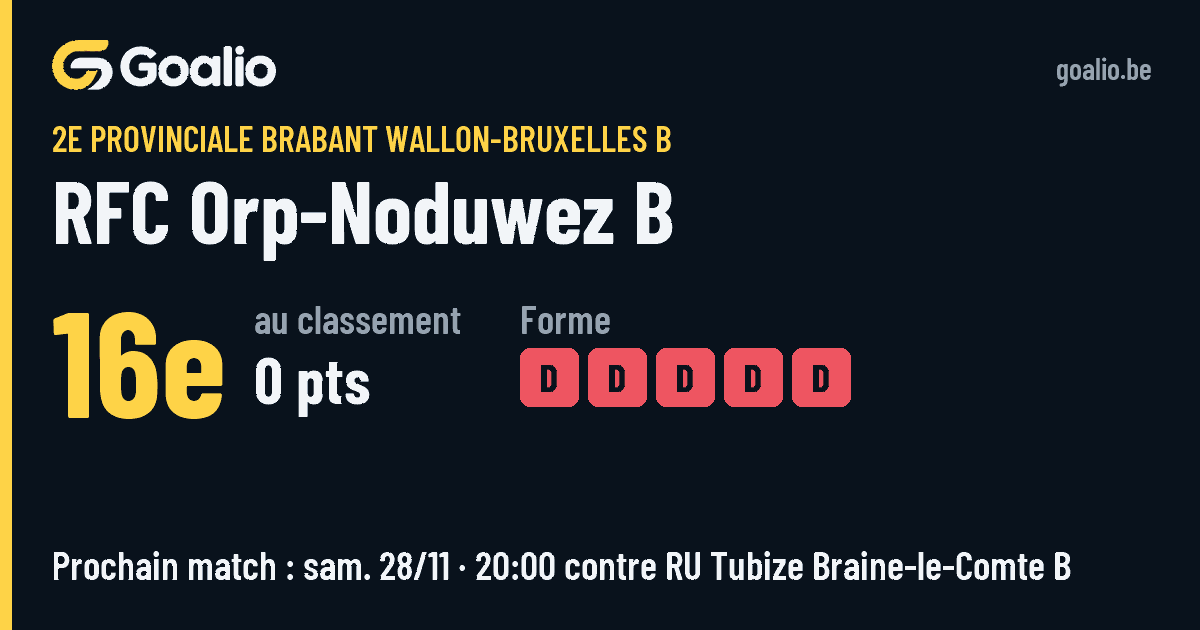 Goalio
goalio.be
2E PROVINCIALE BRABANT WALLON-BRUXELLES B
RFC Orp-Noduwez B
16e
au classement
0 pts
Forme
D D D D D
Prochain match : sam. 28/11 · 20:00 contre RU Tubize Braine-le-Comte B